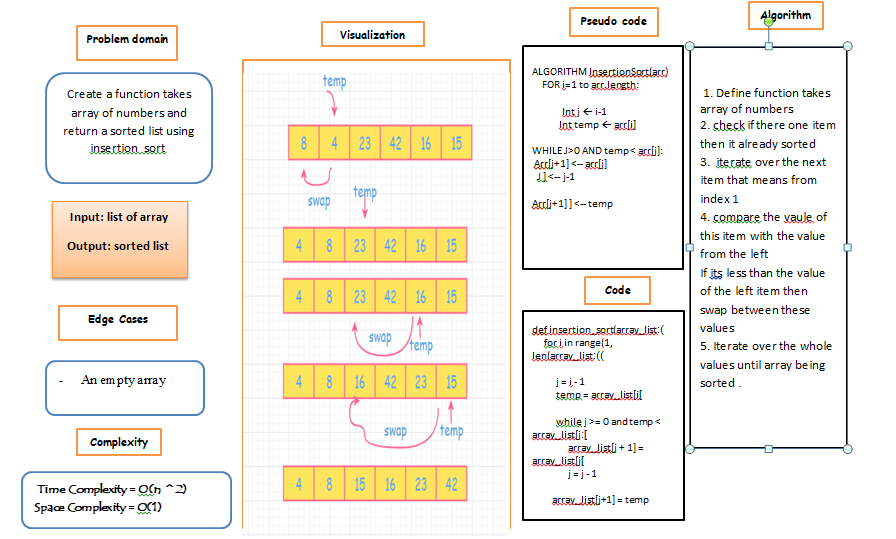 Problem domain
Create a function takes
array of numbers and
return a sorted list using
insertion sort
Input: list of array
Output: sorted list
Edge Cases
- An empty array
Complexity
Time Complexity = O(n ^2)
Space Complexity = O(1)
Visualization
temp
8 4 23 42 16 15
swap
temp
4 8 23 42 16 15
4 8 23 42 16 15
swap
temp
4 8 16 42 23 15
swap
temp
4 8 15 16 23 42
Pseudo code
ALGORITHM InsertionSort(arr)
FOR i=1 to arr.length:
Int j ← i-1
Int temp ← arr[i]
WHILE J>0 AND temp < arr[j]:
Arr[j+1] <-- arr[j]
J.] <-- j-1
Arr[j+1] ] <-- temp
Code
def insertion_sort(array_list:(
for i in range(1,
len(array_list:((
j = i - 1
temp = array_list[i[
while j >= 0 and temp <
array_list[j:[
array_list[j + 1] =
array_list[j[
j = j - 1
array_list[j+1] = temp
Algorithm
1. Define function takes
array of numbers
2. check if there one item
then it already sorted
3. iterate over the next
item that means from
index 1
4. compare the vaule of
this item with the value
from the left
If its less than the value
of the left item then
swap between these
values
5. Iterate over the whole
values until array being
sorted .